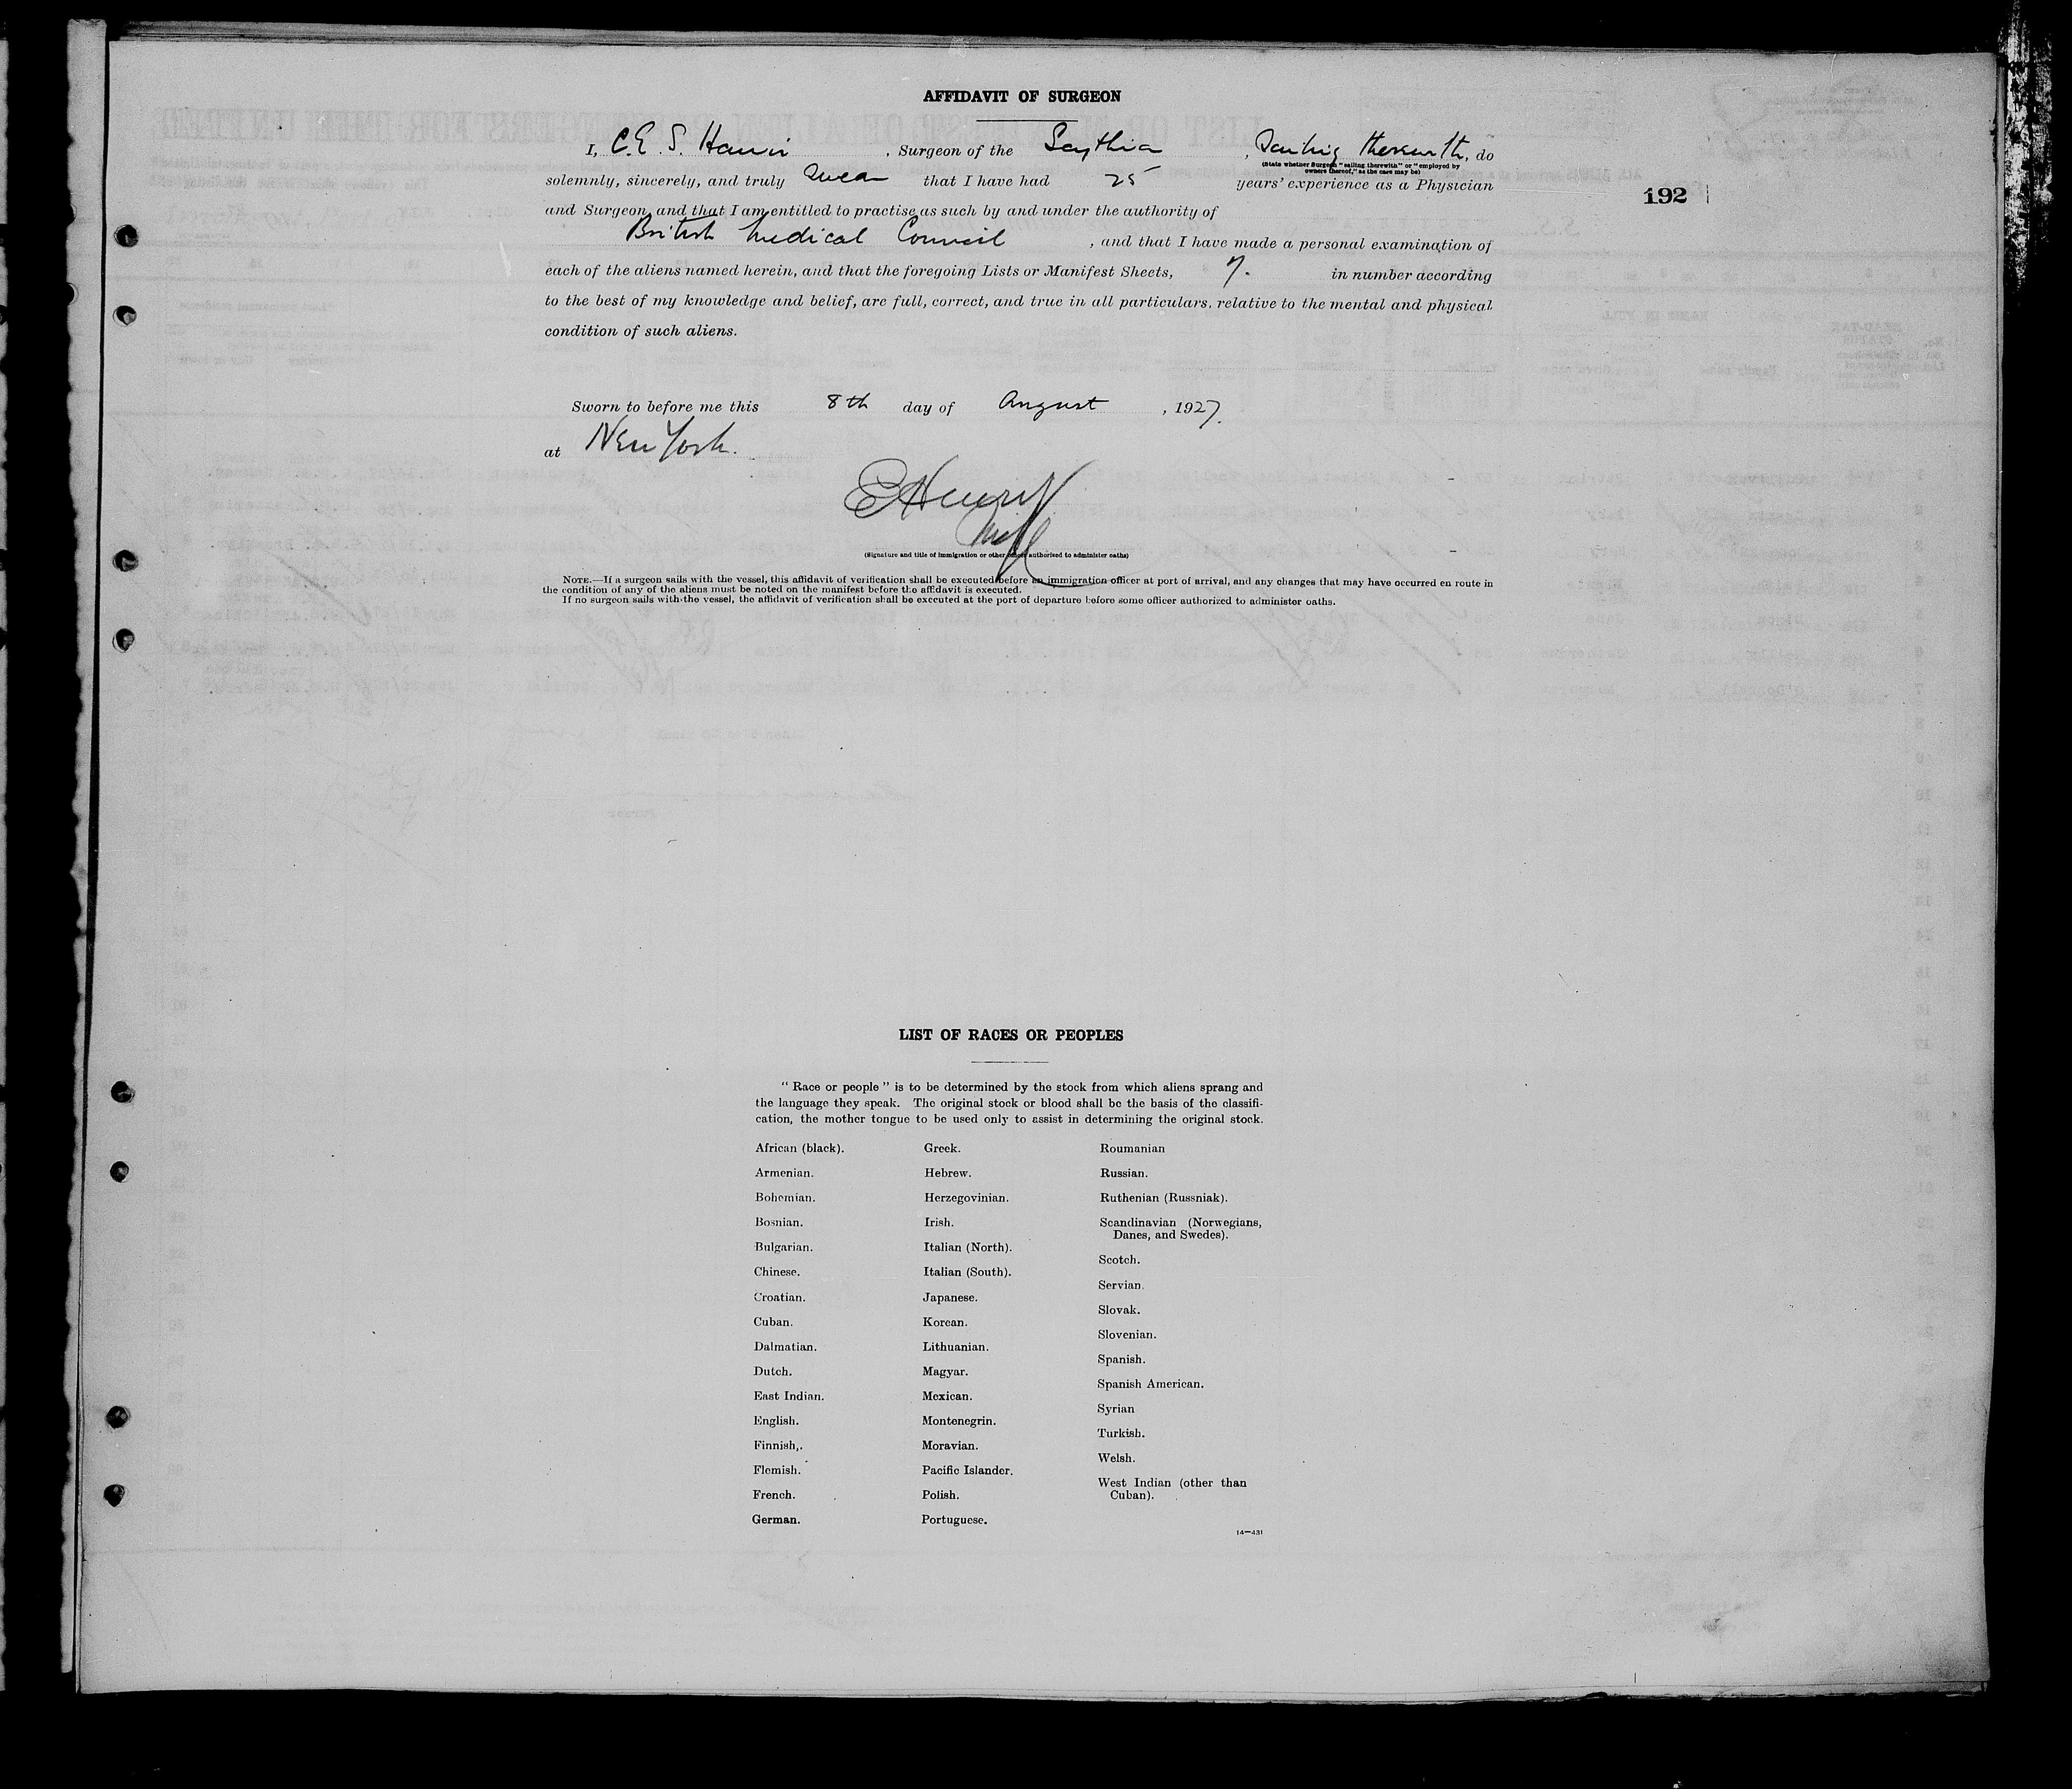 AFFIDAVIT OF SURGEON
I, C. E. S. , Surgeon of the Scythia , Sailing therewith, do
(State whether Surgeon "sailing therewith" or "employed by
owners thereof," as the case may be)
solemnly, sincerely, and truly swear that I have had 25 years' experience as a Physician
192
and Surgeon and that I am entitled to practise as such by and under the authority of
British Medical Council , and that I have made a personal examination of
each of the aliens named herein, and that the foregoing Lists or Manifest Sheets, 7. in number according
to the best of my knowledge and belief, are full, correct, and true in all particulars, relative to the mental and physical
condition of such aliens.
Sworn to before me this 8th day of August , 1927.
at New York.
(Signature and title of immigration or other officer authorized to administer oaths)
NOTE.—If a surgeon sails with the vessel, this affidavit of verification shall be executed before an immigration officer at port of arrival, and any changes that may have occurred en route in
the condition of any of the aliens must be noted on the manifest before the affidavit is executed.
If no surgeon sails with the vessel, the affidavit of verification shall be executed at the port of departure before some officer authorized to administer oaths.
LIST OF RACES OR PEOPLES
" Race or people " is to be determined by the stock from which aliens sprang and
the language they speak. The original stock or blood shall be the basis of the classifi-
cation, the mother tongue to be used only to assist in determining the original stock.
African (black).
Armenian.
Bohemian.
Bosnian.
Bulgarian.
Chinese.
Croatian.
Cuban.
Dalmatian.
Dutch.
East Indian.
English.
Finnish,.
Flemish.
French.
German.
Greek.
Hebrew.
Herzegovinian.
Irish.
Italian (North).
Italian (South).
Japanese.
Korean.
Lithuanian.
Magyar.
Mexican.
Montenegrin.
Moravian.
Pacific Islander.
Polish.
Portuguese.
Roumanian
Russian.
Ruthenian (Russniak).
Scandinavian (Norwegians,
Danes, and Swedes).
Scotch.
Servian.
Slovak.
Slovenian.
Spanish.
Spanish American.
Syrian
Turkish.
Welsh.
West Indian (other than
Cuban).
14—431